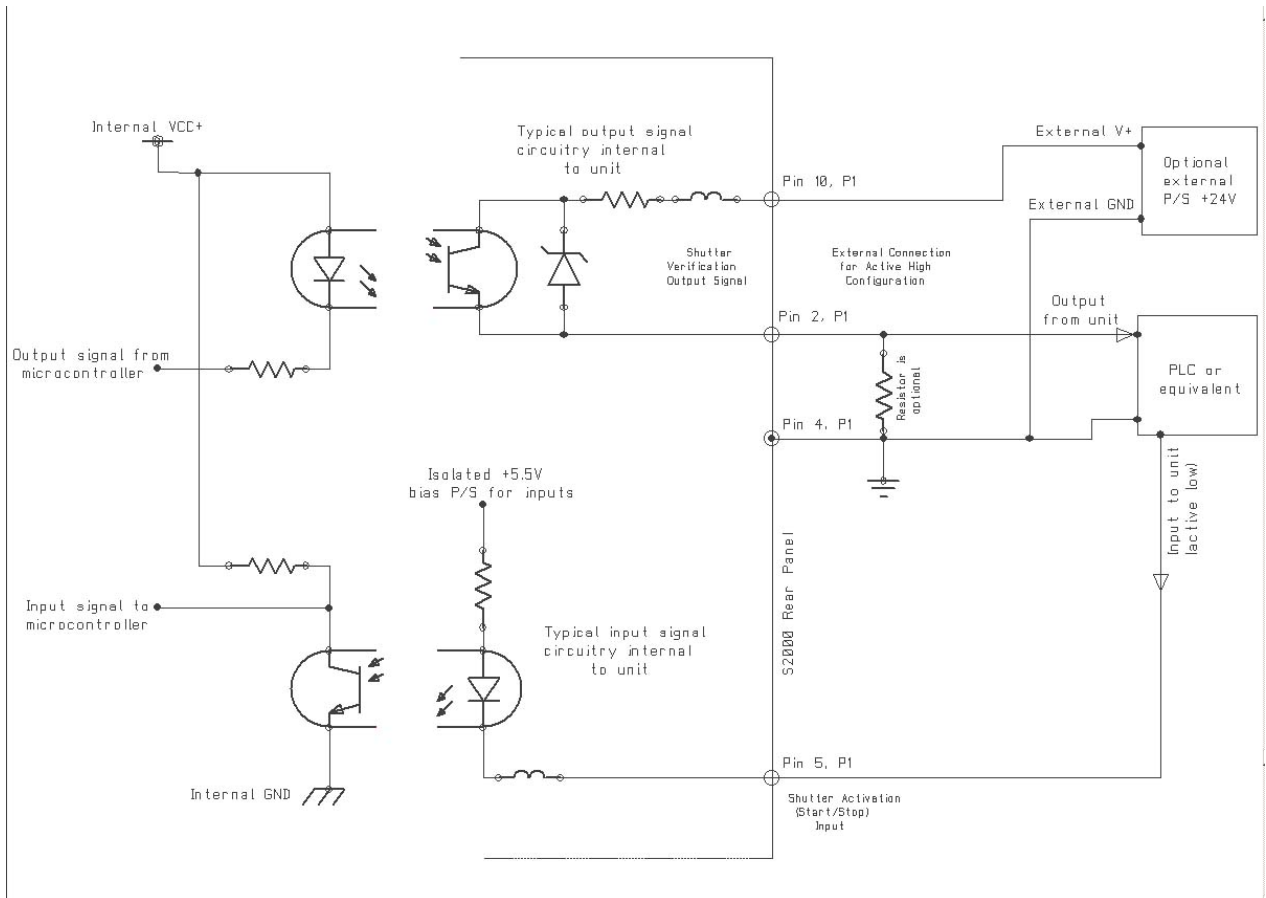 Internal VCC+
Typical output signal
circuitry internal
to unit
External V+
Optional
external
P/S +24V
Pin 10, P1
External GND
Shutter
Verification
Output Signal
External Connection
for Active High
Configuration
Output
from unit
Pin 2, P1
Output signal from
microcontroller
PLC or
equivalent
Resistor is
optional
Pin 4, P1
Isolated +5.5V
bias P/S for inputs
Input to unit
(active low)
S2000 Rear Panel
Input signal to
microcontroller
Typical input signal
circuitry internal
to unit
Pin 5, P1
Internal GND
Shutter Activation
(Start/Stop)
Input